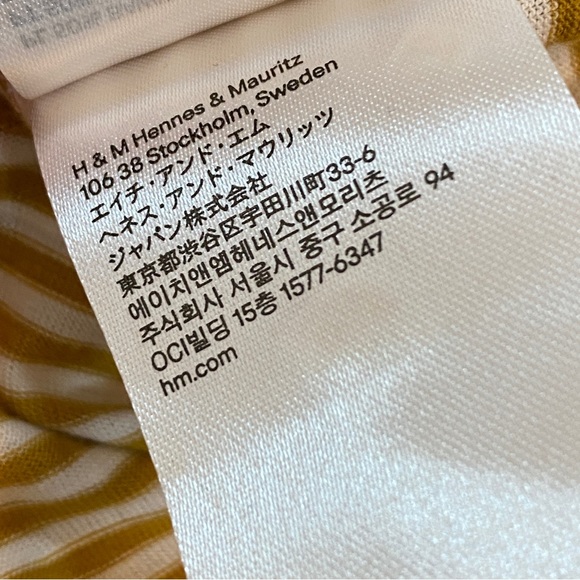 H & M Hennes & Mauritz
106 38 Stockholm, Sweden
エイチ・アンド・エム
ヘネス・アンド・マウリッツ
ジャパン株式会社
東京都渋谷区宇田川町33-6
에이치앤엠헤네스앤모리츠
주식회사 서울시 중구 소공로 94
OCI빌딩 15층 1577-6347
hm.com